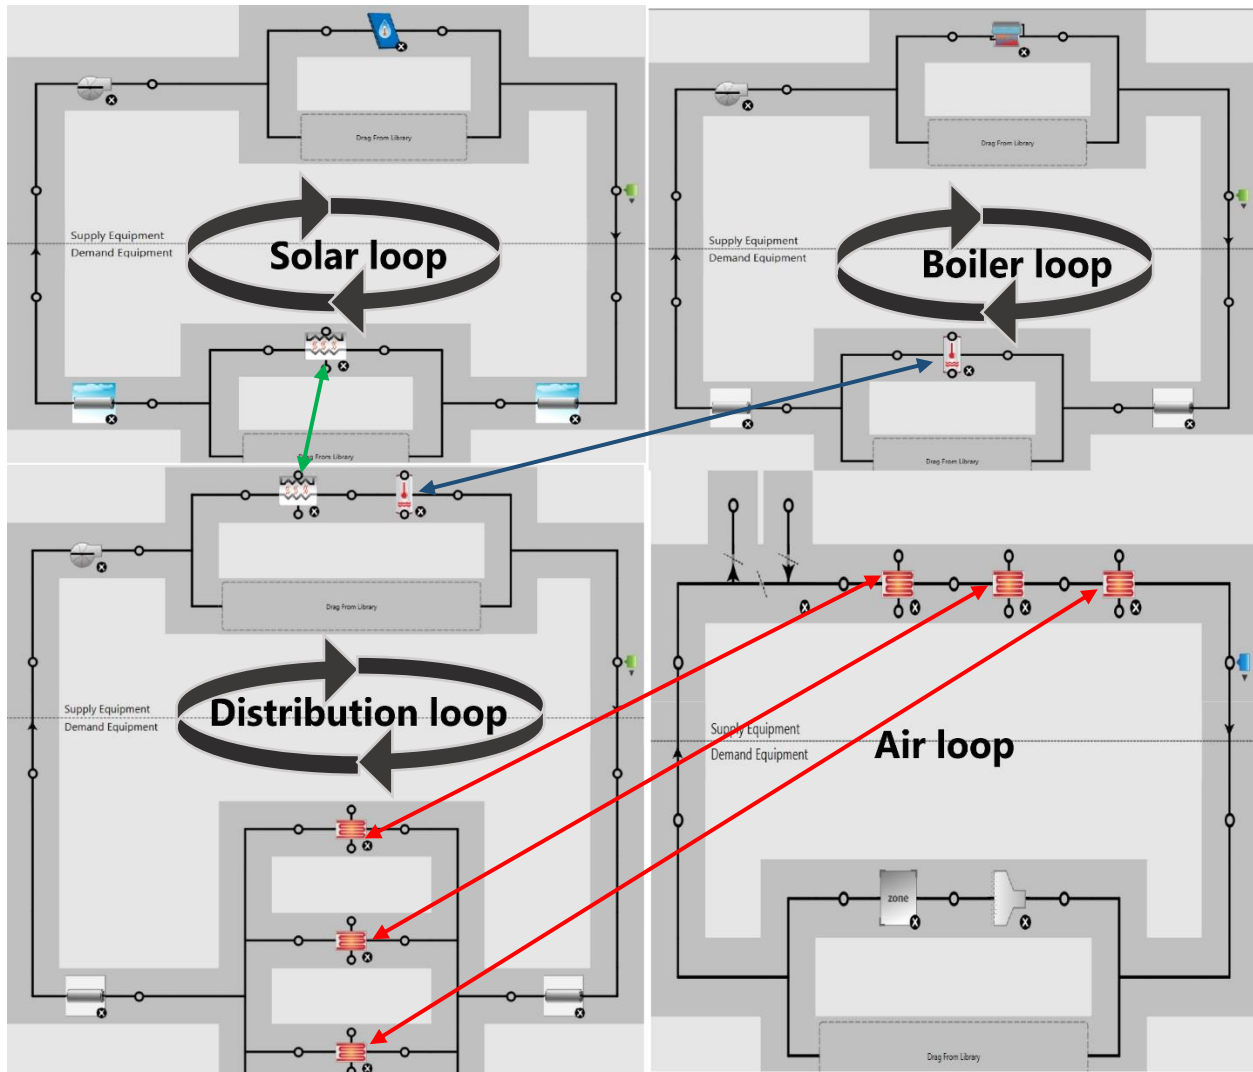 Drag From Library
Supply Equipment
Demand Equipment
Solar loop
Drag From Library
Drag From Library
Supply Equipment
Demand Equipment
Boiler loop
Drag From Library
Drag From Library
Supply Equipment
Demand Equipment
Distribution loop
Supply Equipment
Demand Equipment
Air loop
zone
Drag From Library